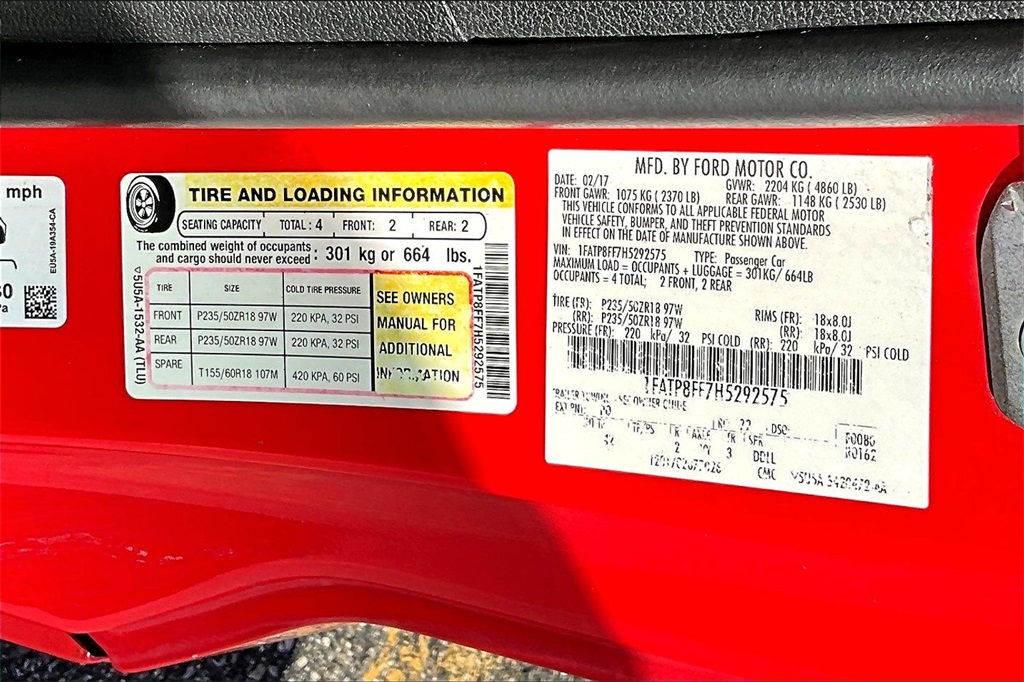 mph
EU5A-19A354-CA
TIRE AND LOADING INFORMATION
SEATING CAPACITY TOTAL : 4 FRONT: 2 REAR: 2
The combined weight of occupants
and cargo should never exceed : 301 kg or 664 lbs.
TIRE SIZE COLD TIRE PRESSURE
FRONT P235/50ZR18 97W 220 KPA, 32 PSI
REAR P235/50ZR18 97W 220 KPA, 32 PSI
SPARE T155/60R18 107M 420 KPA, 60 PSI
SEE OWNERS
MANUAL FOR
ADDITIONAL
5U5A-1532-AA (TLU)
1FATP8FF7H5292575
MFD. BY FORD MOTOR CO.
DATE: 02/17 GVWR: 2204 KG ( 4860 LB)
FRONT GAWR: 1075 KG ( 2370 LB) REAR GAWR: 1148 KG ( 2530 LB)
THIS VEHICLE CONFORMS TO ALL APPLICABLE FEDERAL MOTOR
VEHICLE SAFETY, BUMPER, AND THEFT PREVENTION STANDARDS
IN EFFECT ON THE DATE OF MANUFACTURE SHOWN ABOVE.
VIN: 1FATP8FF7H5292575 TYPE: Passenger Car
MAXIMUM LOAD = OCCUPANTS + LUGGAGE = 301KG/ 664LB
OCCUPANTS = 4 TOTAL; 2 FRONT, 2 REAR
TIRE (FR): P235/50ZR18 97W RIMS (FR): 18x8.0J
(RR): P235/50ZR18 97W (RR): 18x8.0J
PRESSURE (FR): 220 kPa/ 32 PSI COLD (RR): 220 kPa/ 32 PSI COLD
1FATP8FF7H5292575
EXT PNT: PQ
F0080
R0162
2 3 DDLL
CMC